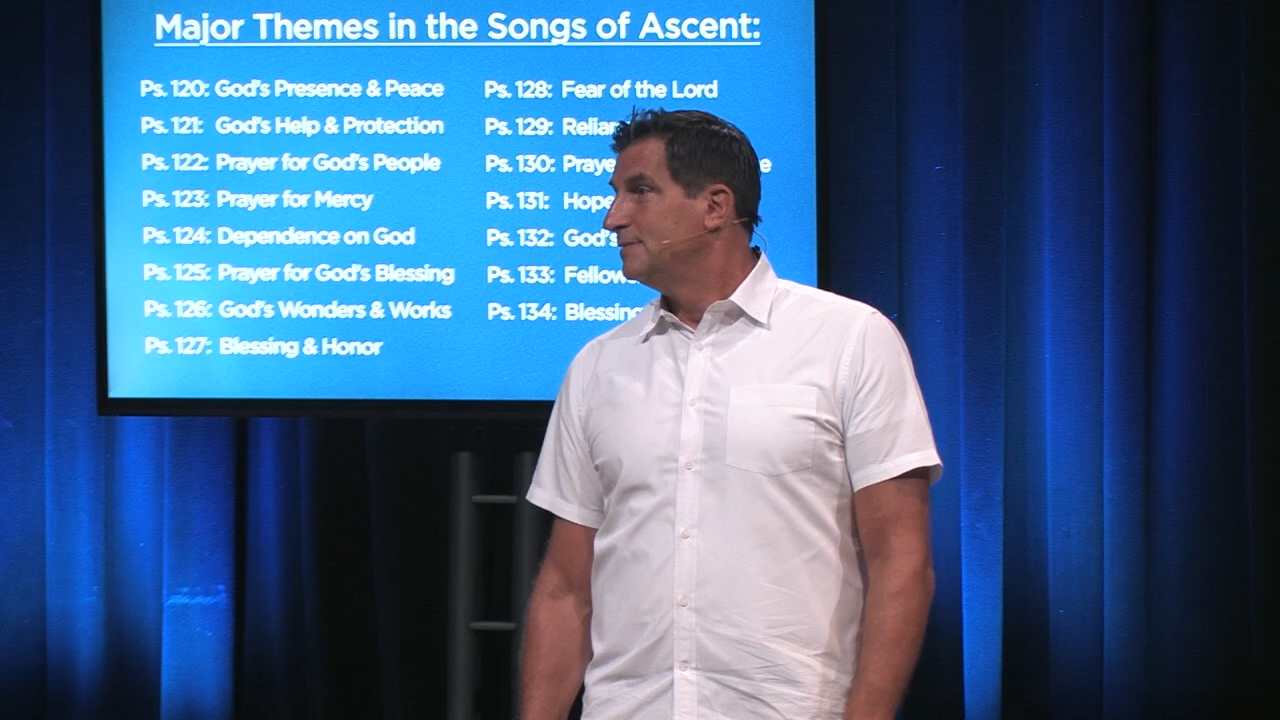 Major Themes in the Songs of Ascent:
Ps. 120: God's Presence & Peace
Ps. 121: God's Help & Protection
Ps. 122: Prayer for God's People
Ps. 123: Prayer for Mercy
Ps. 124: Dependence on God
Ps. 125: Prayer for God's Blessing
Ps. 126: God's Wonders & Works
Ps. 127: Blessing & Honor
Ps. 128: Fear of the Lord
Ps. 129:
Ps. 130:
Ps. 131: Hope
Ps. 132: God's
Ps. 133:
Ps. 134: Blessing